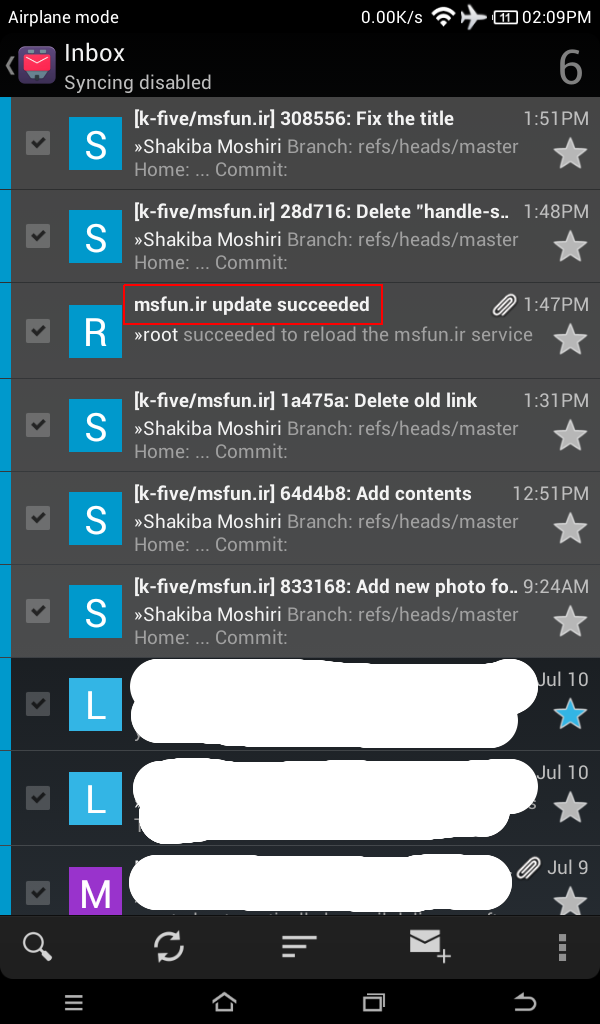 Airplane mode 0.00K/s 11 02:09PM
Inbox
Syncing disabled
6
[k-five/msfun.ir] 308556: Fix the title 1:51PM
S
»Shakiba Moshiri Branch: refs/heads/master
Home: ... Commit:
[k-five/msfun.ir] 28d716: Delete "handle-s.. 1:48PM
S
»Shakiba Moshiri Branch: refs/heads/master
Home: ... Commit:
msfun.ir update succeeded 1:47PM
R
»root succeeded to reload the msfun.ir service
[k-five/msfun.ir] 1a475a: Delete old link 1:31PM
S
»Shakiba Moshiri Branch: refs/heads/master
Home: ... Commit:
[k-five/msfun.ir] 64d4b8: Add contents 12:51PM
S
»Shakiba Moshiri Branch: refs/heads/master
Home: ... Commit:
[k-five/msfun.ir] 833168: Add new photo fo.. 9:24AM
S
»Shakiba Moshiri Branch: refs/heads/master
Home: ... Commit:
L
Jul 10
L
Jul 10
M
Jul 9